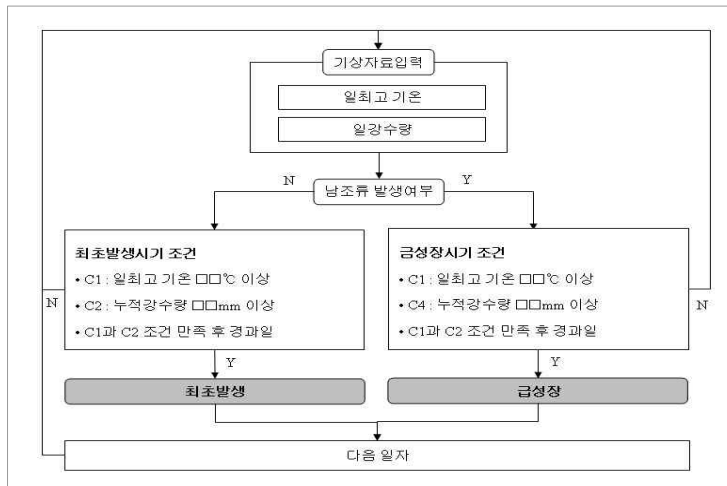 기상자료입력
일최고 기온
일강수량
N
남조류 발생여부
Y
최초발생시기 조건
• C1 : 일최고 기온 □□℃ 이상
• C2 : 누적강수량 □□mm 이상
• C1과 C2 조건 만족 후 경과일
N
급성장시기 조건
• C1 : 일최고 기온 □□℃ 이상
• C4 : 누적강수량 □□mm 이상
• C1과 C2 조건 만족 후 경과일
N
Y
Y
최초발생
급성장
다음 일자